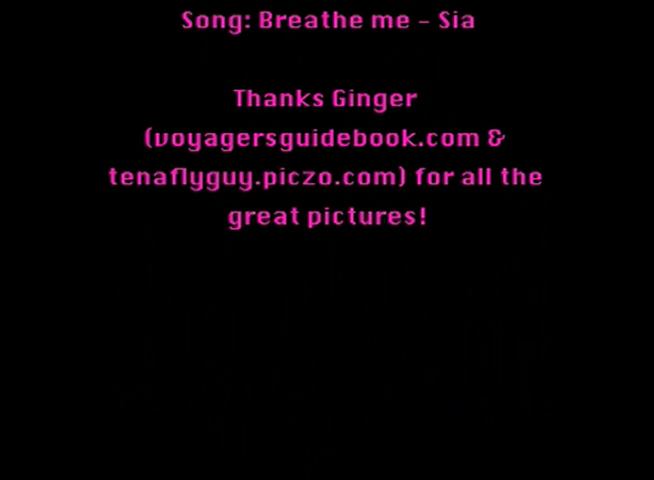 Song: Breathe me - Sia
Thanks Ginger
(voyagersguidebook.com &
tenaflyguy.piczo.com) for all the
great pictures!